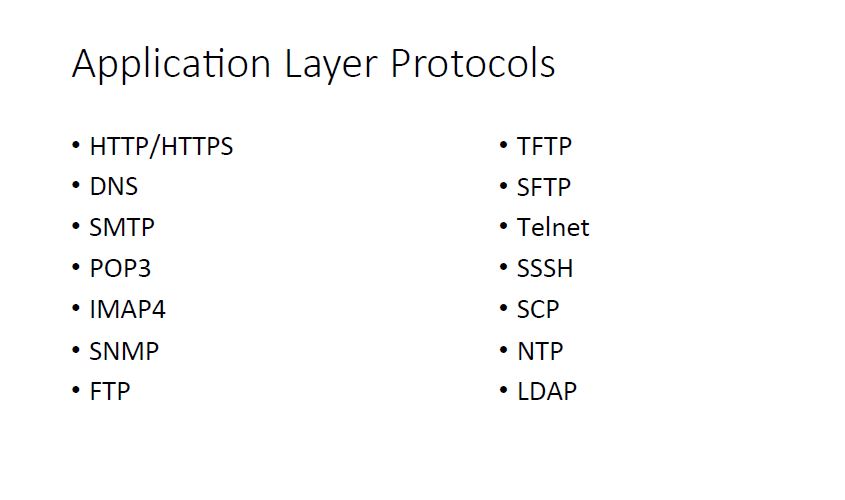 Application Layer Protocols
• HTTP/HTTPS
• DNS
• SMTP
• POP3
• IMAP4
• SNMP
• FTP
• TFTP
• SFTP
• Telnet
• SSSH
• SCP
• NTP
• LDAP